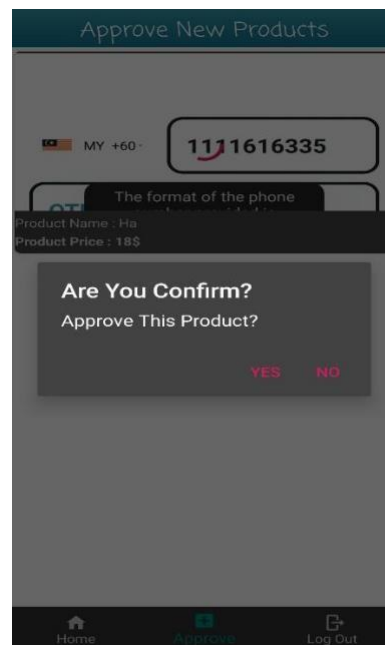 Approve New Products
MY +60
1111616335
OTI
The format of the phone
Product Name : Ha
Product Price : 18$
Are You Confirm?
Approve This Product?
YES NO
Home Approve Log Out